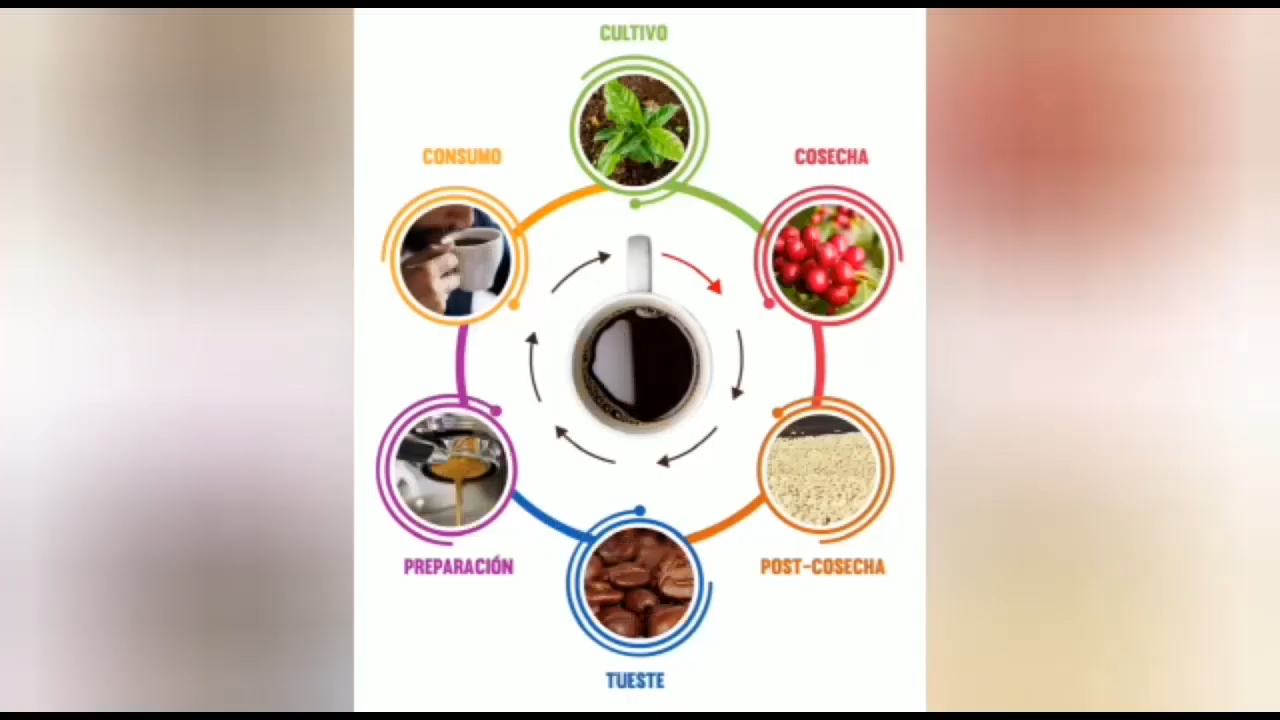 CULTIVO
CONSUMO
COSECHA
PREPARACIÓN
POST-COSECHA
TUESTE